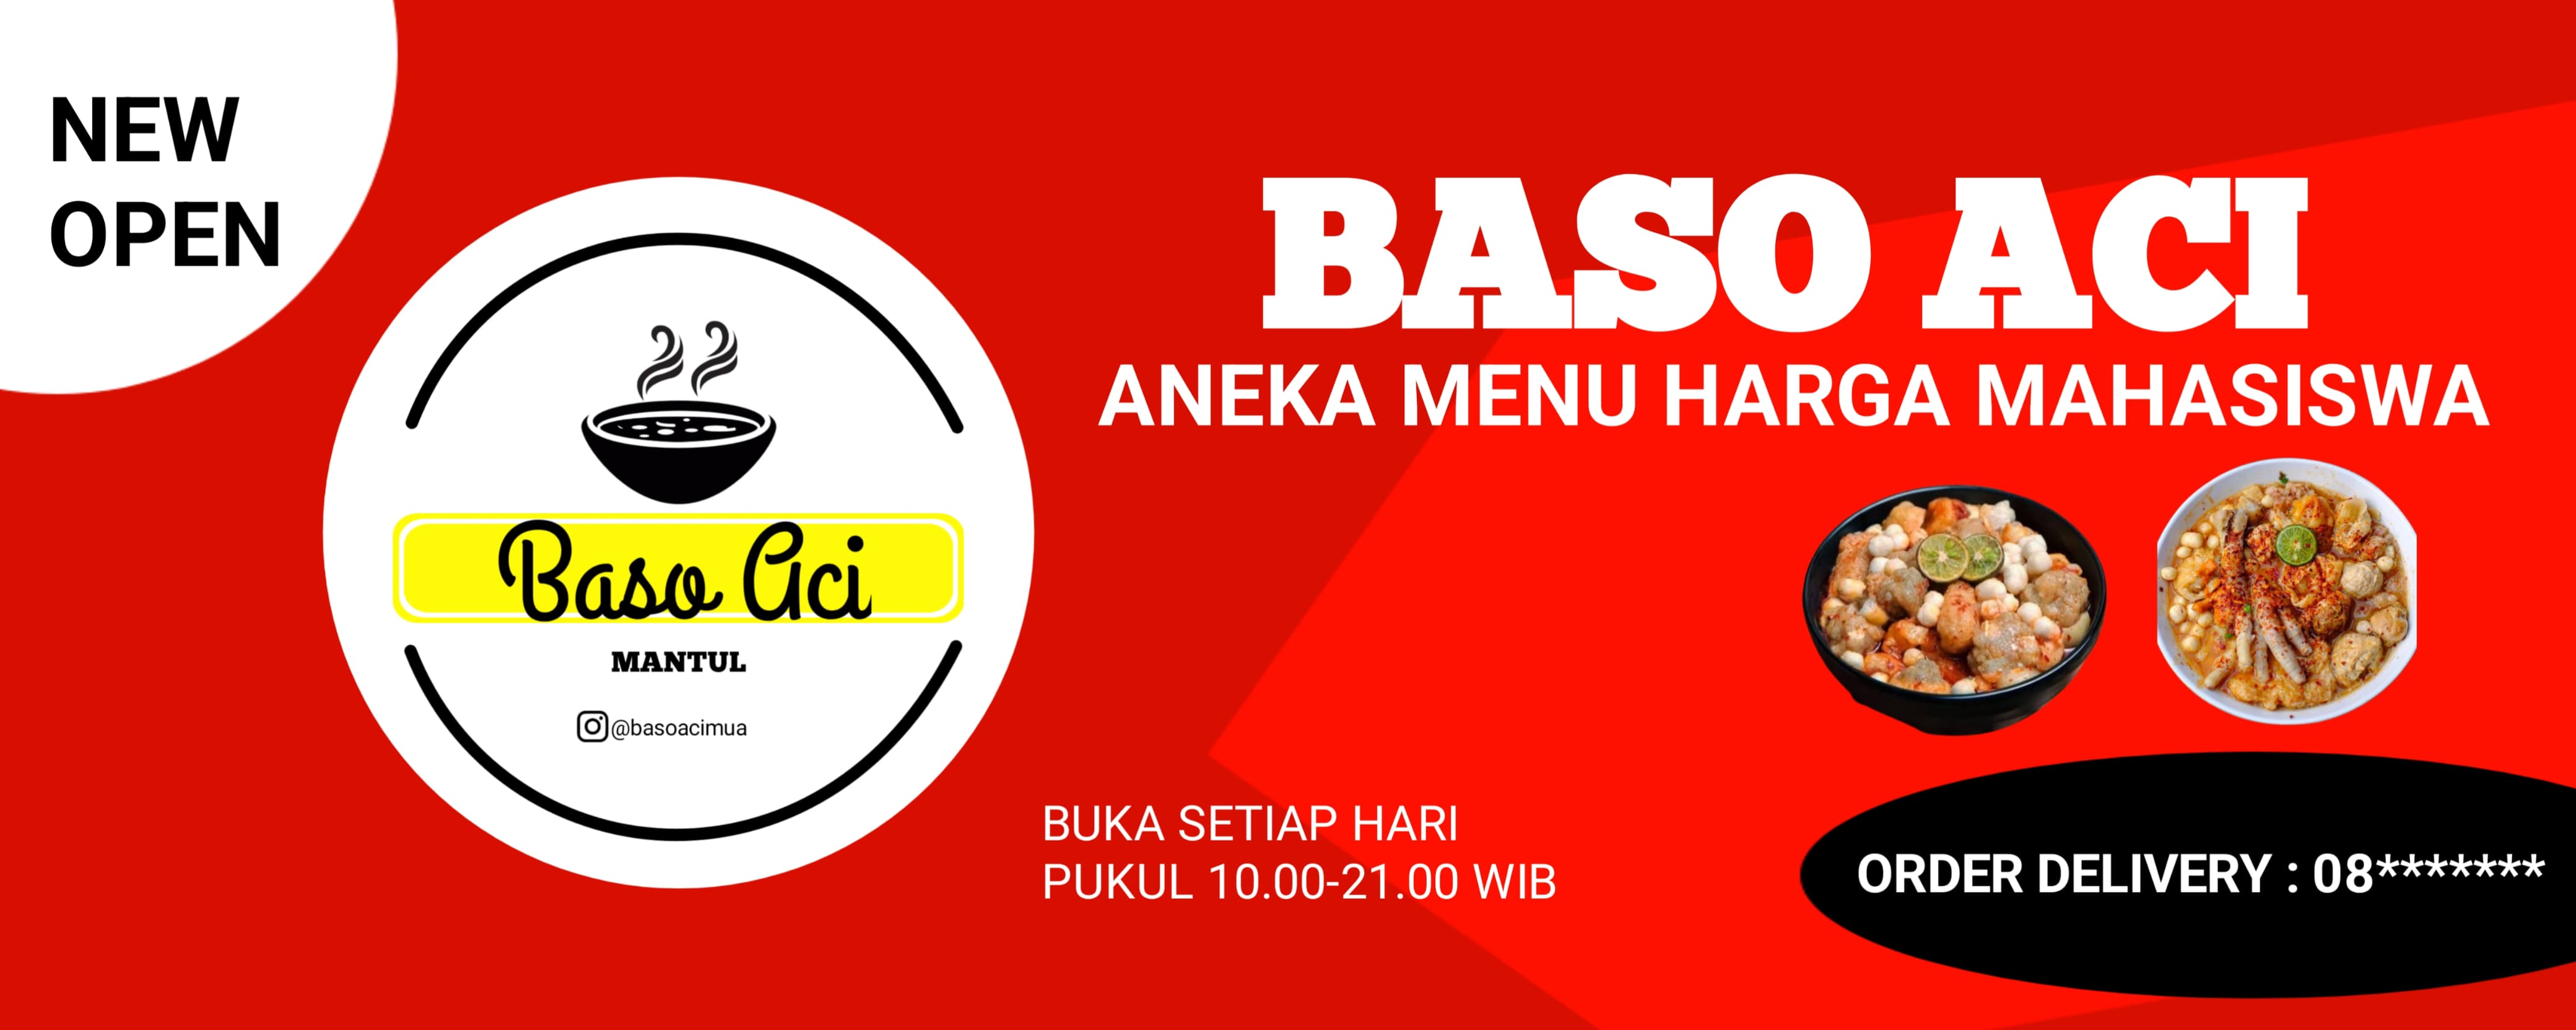 NEW
OPEN
Baso Aci
MANTUL
@basoacimua
BASO ACI
ANEKA MENU HARGA MAHASISWA
BUKA SETIAP HARI
PUKUL 10.00-21.00 WIB
ORDER DELIVERY : 08*******